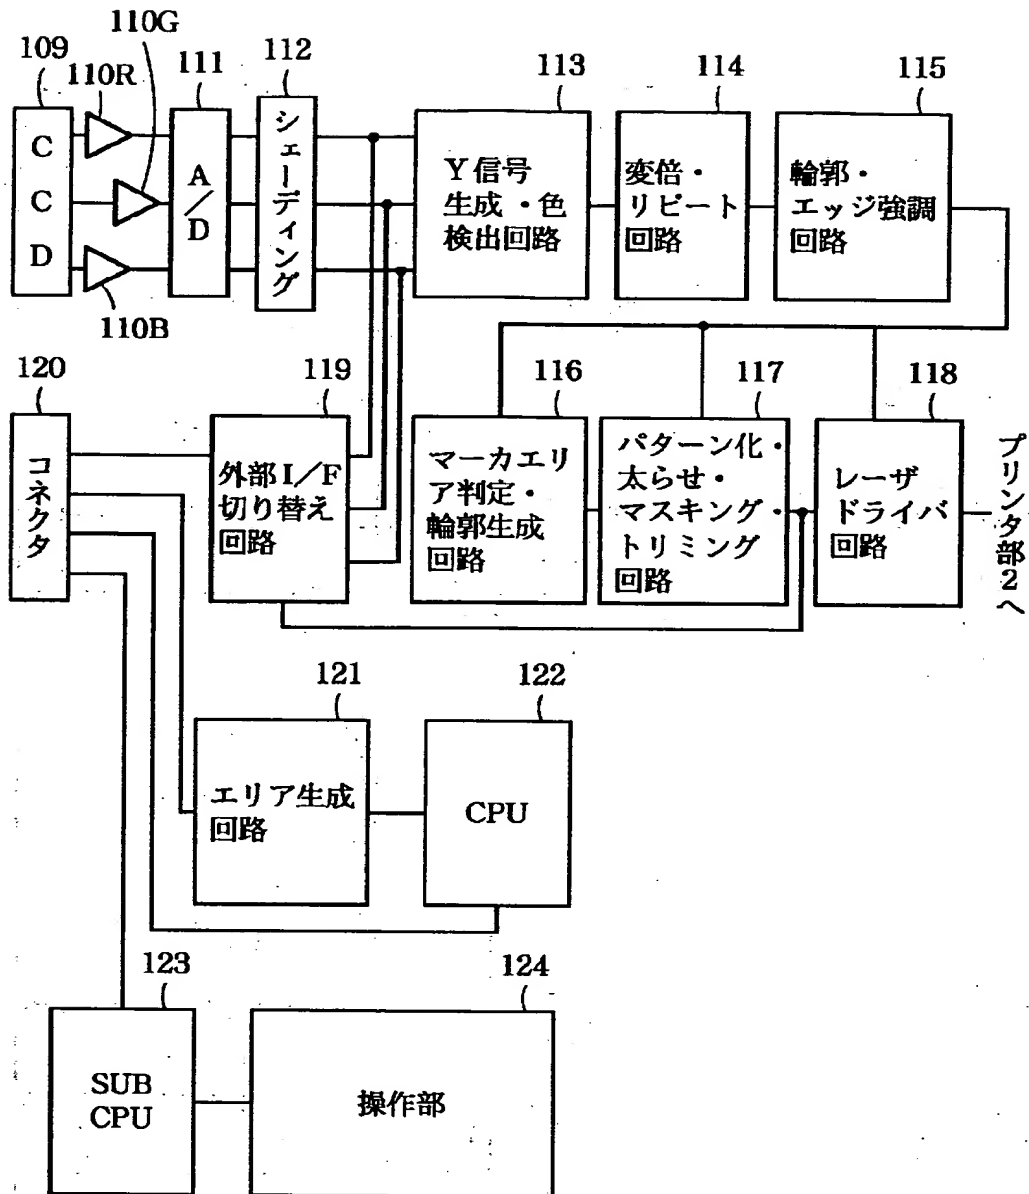 110G
109
110R
111
112
113
114
115
CCD
A/D
シェーディング
Y信号
生成・色
検出回路
変倍・
リピート
回路
輪郭・
エッジ強調
回路
110B
120
119
116
117
118
コネクタ
外部I/F
切り替え
回路
マーカエリ
ア判定・
輪郭生成
回路
パターン化・
太らせ・
マスキング・
トリミング
回路
レーザ
ドライバ
回路
プリンタ部2へ
121
122
エリア生成
回路
CPU
123
124
SUB
CPU
操作部